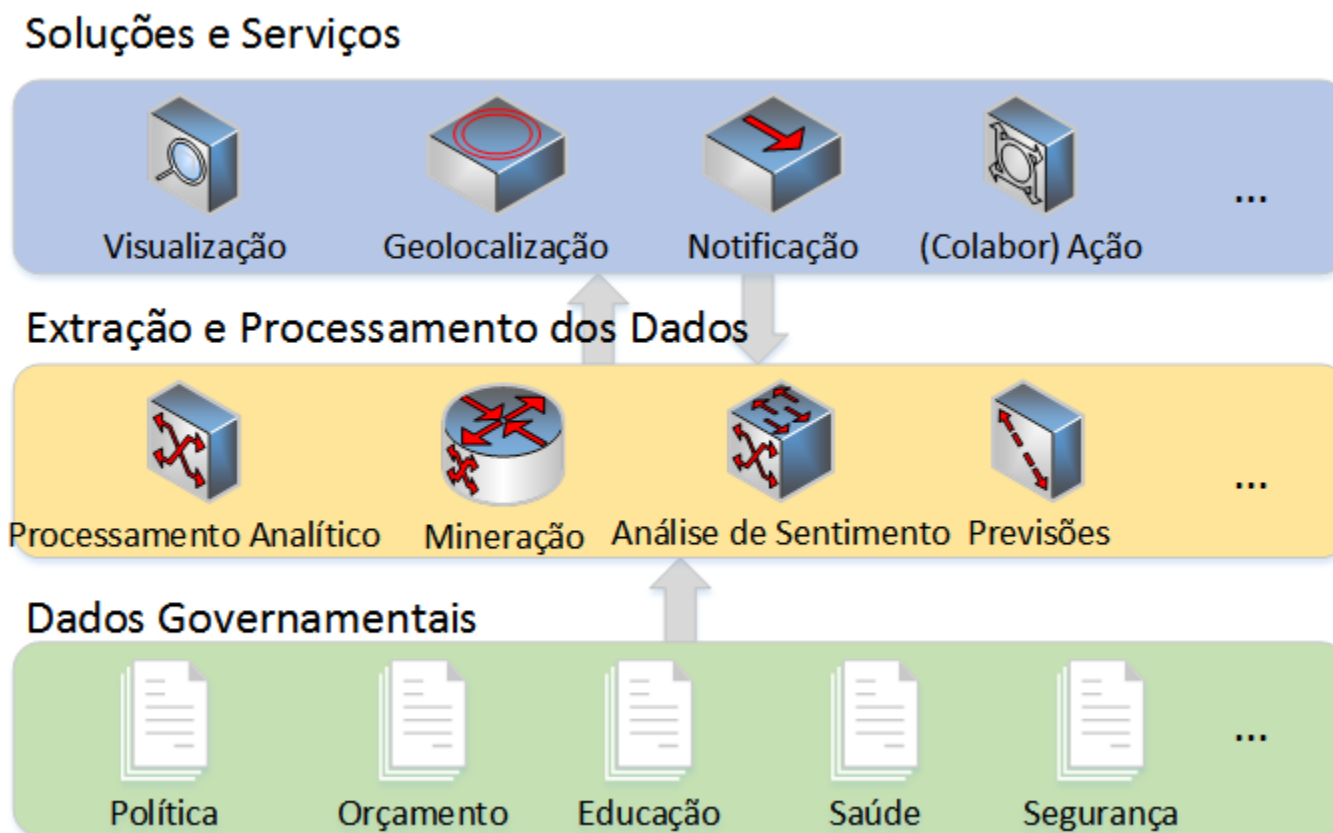 Soluções e Serviços
Visualização
Geolocalização
Notificação
(Colabor) Ação
...
Extração e Processamento dos Dados
Processamento Analítico
Mineração
Análise de Sentimento
Previsões
...
Dados Governamentais
Política
Orçamento
Educação
Saúde
Segurança
...